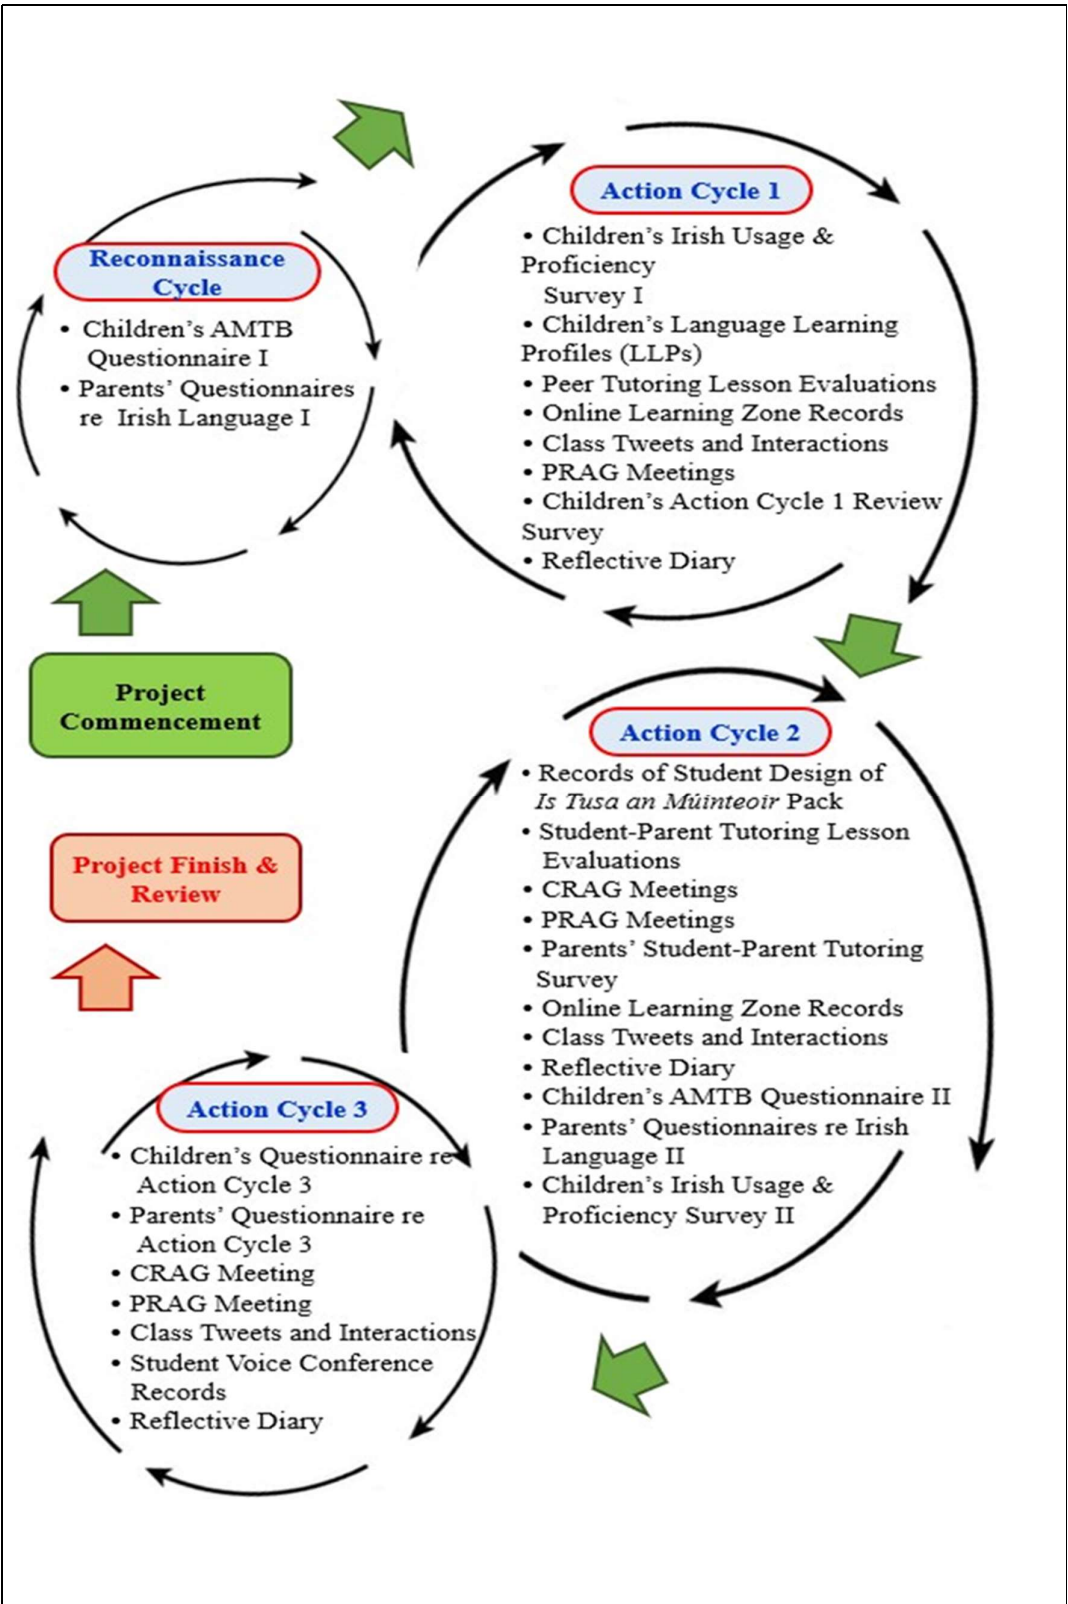 Reconnaissance
Cycle
• Children's AMTB
Questionnaire I
• Parents' Questionnaires
re Irish Language I
Action Cycle 1
• Children's Irish Usage &
Proficiency
Survey I
• Children's Language Learning
Profiles (LLPs)
• Peer Tutoring Lesson Evaluations
• Online Learning Zone Records
• Class Tweets and Interactions
• PRAG Meetings
• Children's Action Cycle 1 Review
Survey
• Reflective Diary
Project
Commencement
Action Cycle 2
• Records of Student Design of
Is Tusa an Múinteoir Pack
• Student-Parent Tutoring Lesson
Evaluations
• CRAG Meetings
• PRAG Meetings
• Parents' Student-Parent Tutoring
Survey
• Online Learning Zone Records
• Class Tweets and Interactions
• Reflective Diary
• Children's AMTB Questionnaire II
• Parents' Questionnaires re Irish
Language II
• Children's Irish Usage &
Proficiency Survey II
Project Finish &
Review
Action Cycle 3
• Children's Questionnaire re
Action Cycle 3
• Parents' Questionnaire re
Action Cycle 3
• CRAG Meeting
• PRAG Meeting
• Class Tweets and Interactions
• Student Voice Conference
Records
• Reflective Diary